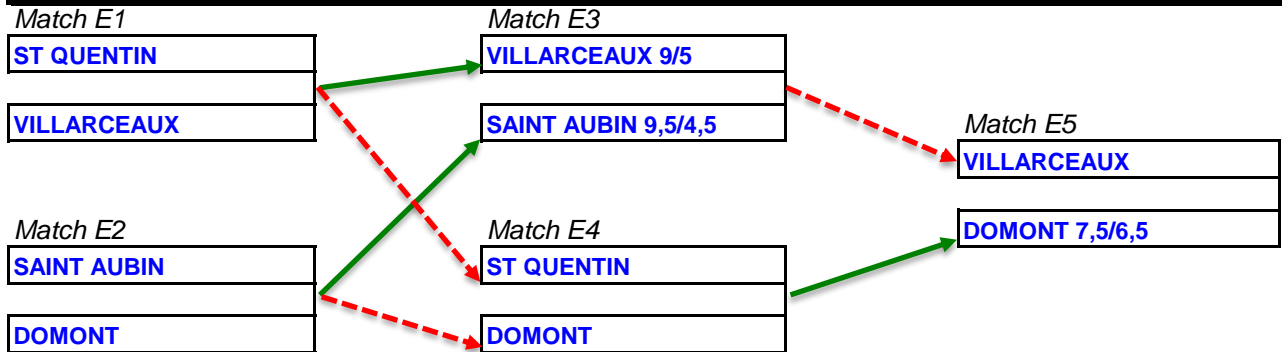 Match E1
ST QUENTIN
VILLARCEAUX
Match E2
SAINT AUBIN
DOMONT
Match E3
VILLARCEAUX 9/5
SAINT AUBIN 9,5/4,5
Match E4
ST QUENTIN
DOMONT
Match E5
VILLARCEAUX
DOMONT 7,5/6,5